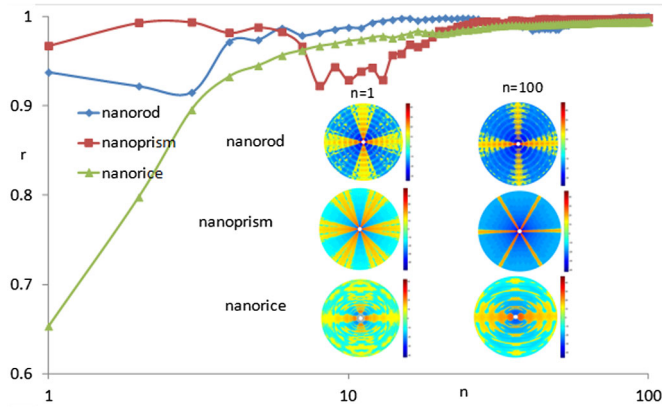 1
0.9
0.8
0.7
0.6
r
nanorod
nanoprism
nanorice
n=1
n=100
nanorod
nanoprism
nanorice
1
10
n
100